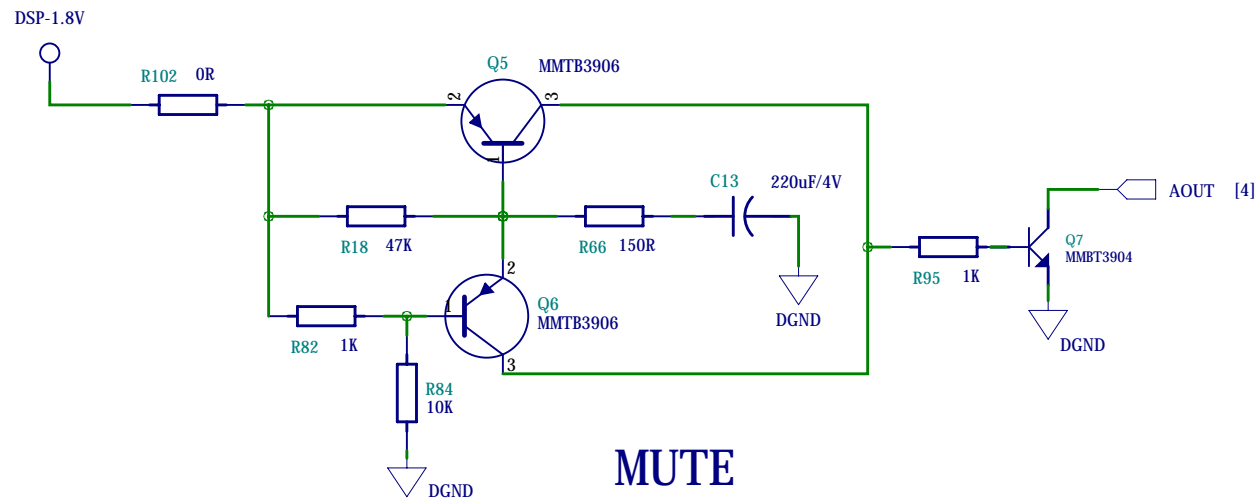 DSP-1.8V
R102 0R
Q5 MMTB3906
2
3
1
C13 220uF/4V
AOUT [4]
R18 47K
R66 150R
Q7
MMBT3904
R95 1K
2
Q6
MMTB3906
1
3
DGND
DGND
R82 1K
R84
10K
DGND
MUTE